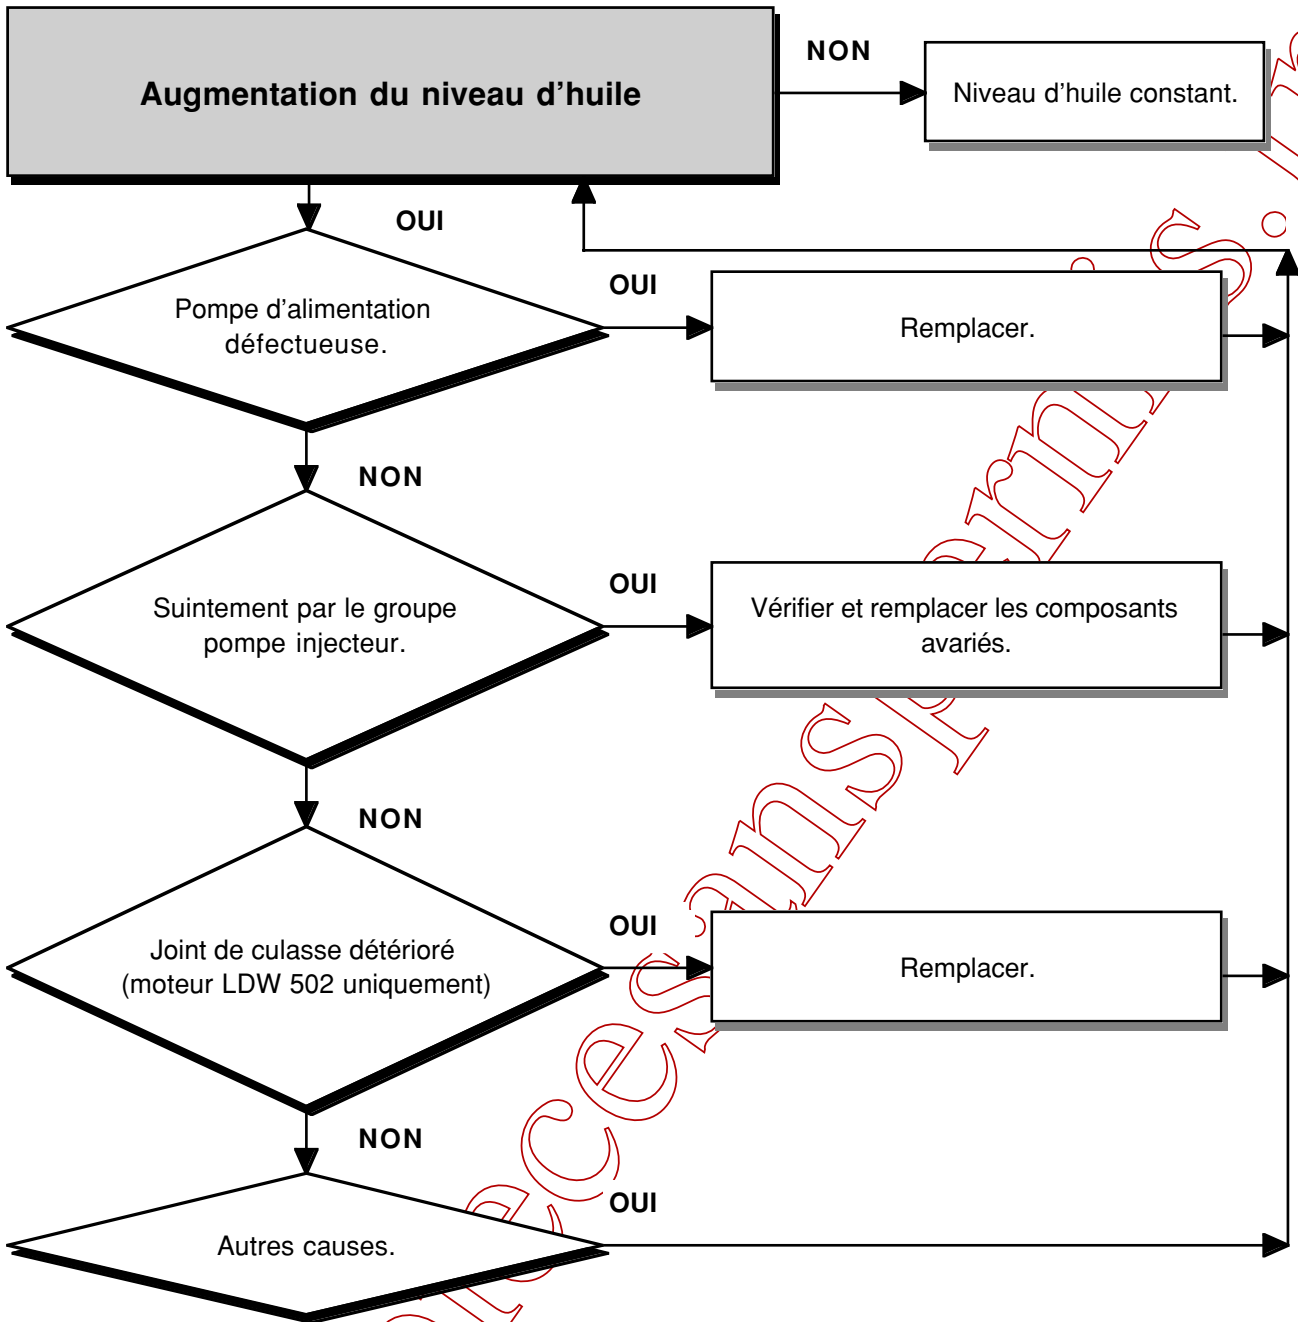 Augmentation du niveau d'huile
NON
Niveau d'huile constant.
OUI
Pompe d'alimentation
défectueuse.
OUI
Remplacer.
NON
Suintement par le groupe
pompe injecteur.
OUI
Vérifier et remplacer les composants
avariés.
NON
Joint de culasse détérioré
(moteur LDW 502 uniquement)
OUI
Remplacer.
NON
Autres causes.
OUI